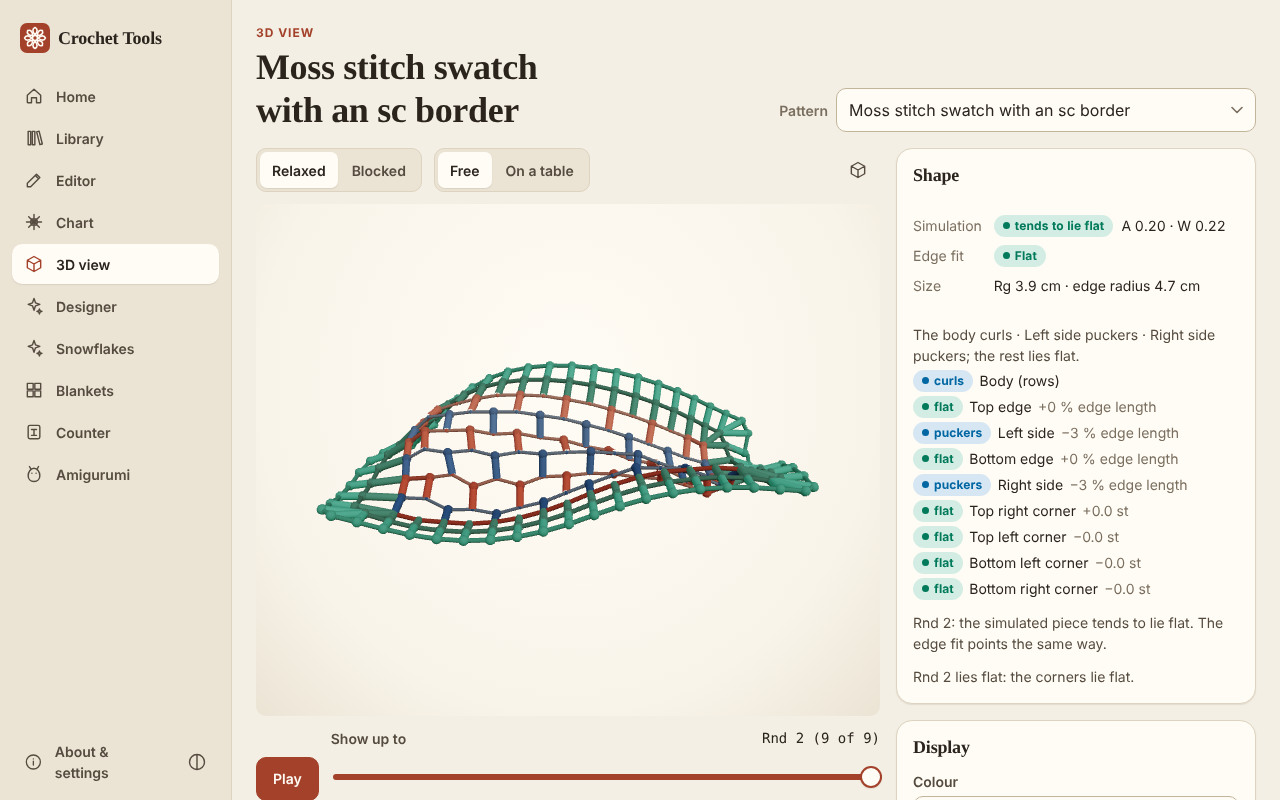 Crochet Tools
Home
Library
Editor
Chart
3D view
Designer
Snowflakes
Blankets
Counter
Amigurumi
About &
settings
3D VIEW
Moss stitch swatch
with an sc border
Pattern
Moss stitch swatch with an sc border
Relaxed Blocked Free On a table
Show up to
Rnd 2 (9 of 9)
Play
Shape
Simulation tends to lie flat A 0.20 · W 0.22
Edge fit Flat
Size Rg 3.9 cm · edge radius 4.7 cm
The body curls · Left side puckers · Right side
puckers; the rest lies flat.
curls Body (rows)
flat Top edge +0 % edge length
puckers Left side −3 % edge length
flat Bottom edge +0 % edge length
puckers Right side −3 % edge length
flat Top right corner +0.0 st
flat Top left corner −0.0 st
flat Bottom left corner −0.0 st
flat Bottom right corner −0.0 st
Rnd 2: the simulated piece tends to lie flat. The
edge fit points the same way.
Rnd 2 lies flat: the corners lie flat.
Display
Colour